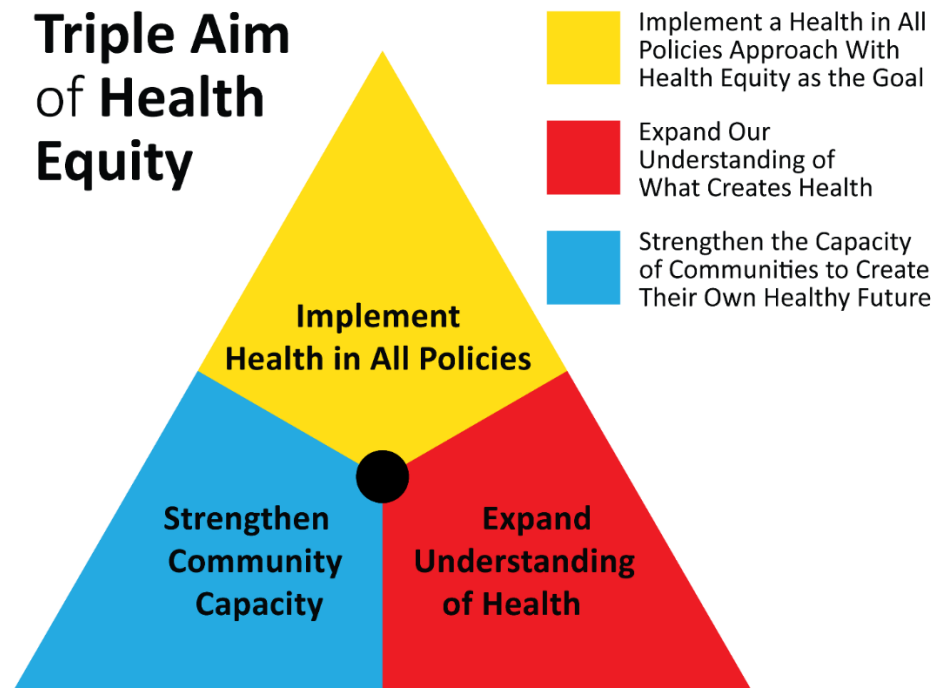 Triple Aim
of Health
Equity
Implement a Health in All
Policies Approach With
Health Equity as the Goal
Expand Our
Understanding of
What Creates Health
Strengthen the Capacity
of Communities to Create
Their Own Healthy Future
Implement
Health in All Policies
Strengthen
Community
Capacity
Expand
Understanding
of Health